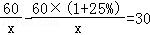 60/x - 60×(1+25%)/x =30